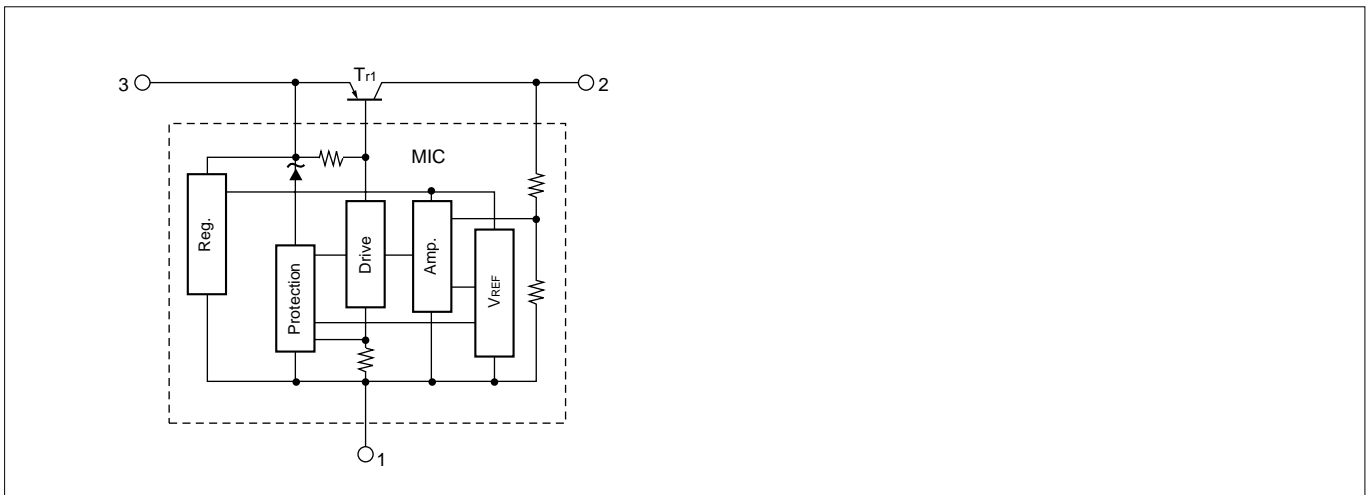 3
Tr1
2
MIC
Reg.
Protection
Drive
Amp.
VREF
1